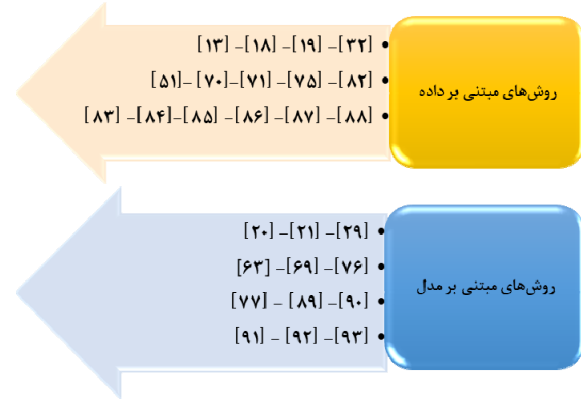 روش‌های مبتنی بر داده
• [۳۲]- [۱۹]- [۱۸]- [۱۳]
• [۸۲]- [۷۵]- [۷۱]-[۷۰] -[۵۱]
• [۸۸]- [۸۷]- [۸۶]- [۸۵]-[۸۴]- [۸۳]
روش‌های مبتنی بر مدل
• [۲۹]- [۲۱]- [۲۰]
• [۷۶]- [۶۹]- [۶۳]
• [۹۰]- [۸۹] - [۷۷]
• [۹۳]- [۹۲] - [۹۱]